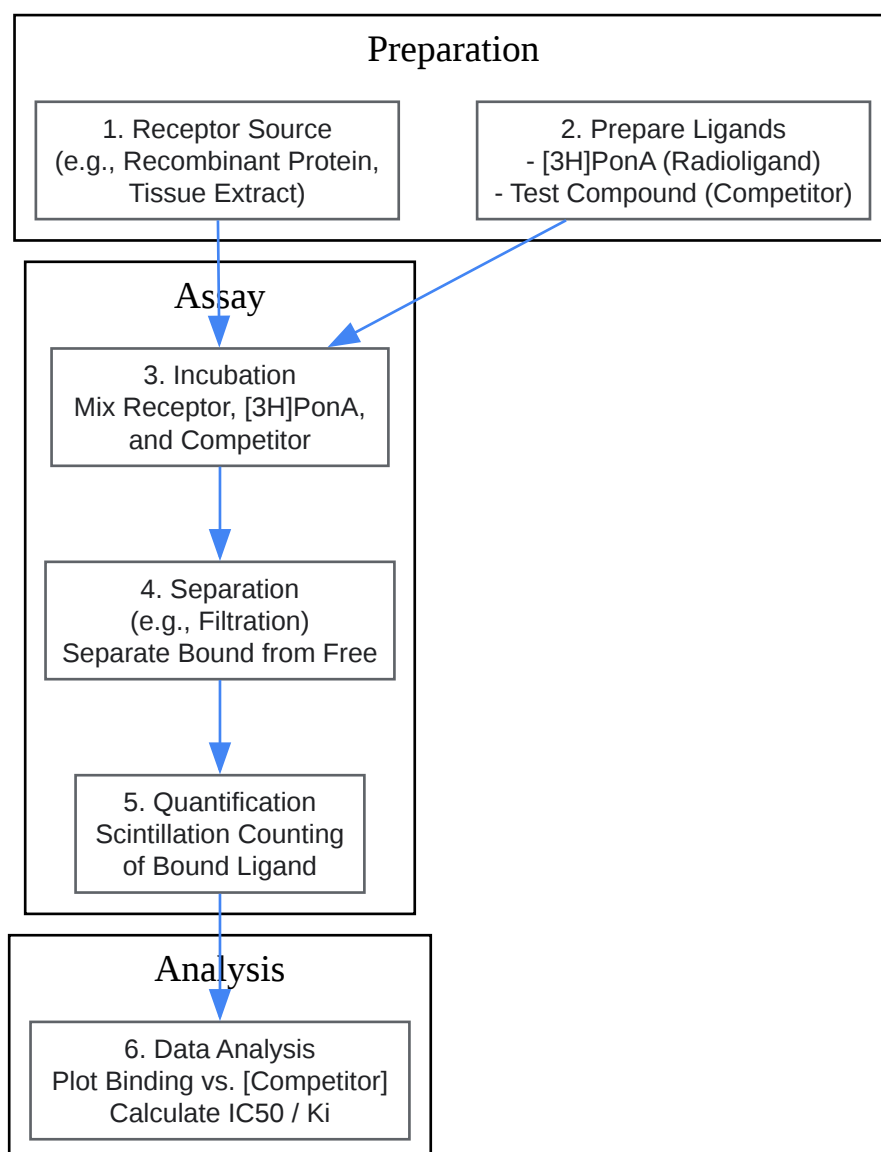 Preparation
1. Receptor Source
(e.g., Recombinant Protein,
Tissue Extract)
2. Prepare Ligands
- [3H]PonA (Radioligand)
- Test Compound (Competitor)
Assay
3. Incubation
Mix Receptor, [3H]PonA,
and Competitor
4. Separation
(e.g., Filtration)
Separate Bound from Free
5. Quantification
Scintillation Counting
of Bound Ligand
Analysis
6. Data Analysis
Plot Binding vs. [Competitor]
Calculate IC50 / Ki